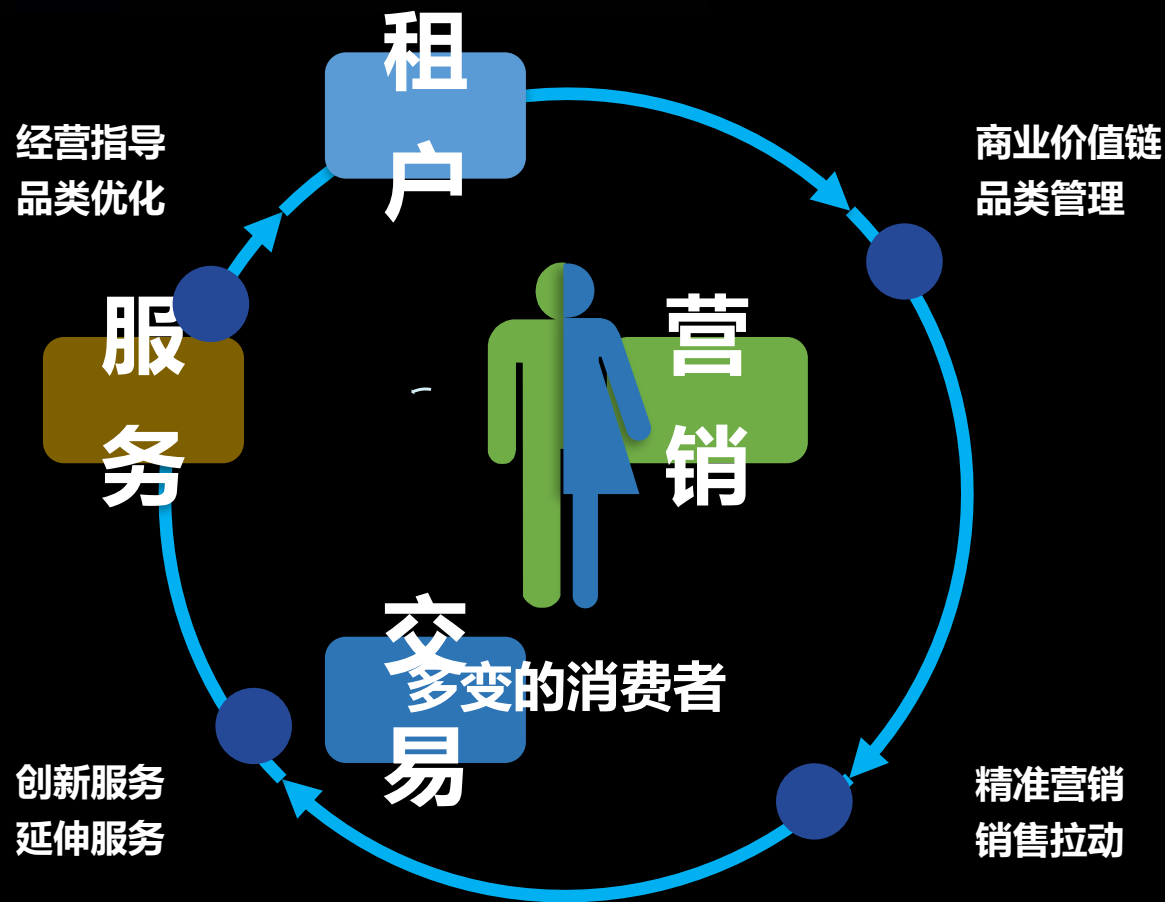 租
户
经营指导
品类优化
商业价值链
品类管理
服
务
营
销
交
易
多变的消费者
创新服务
延伸服务
精准营销
销售拉动